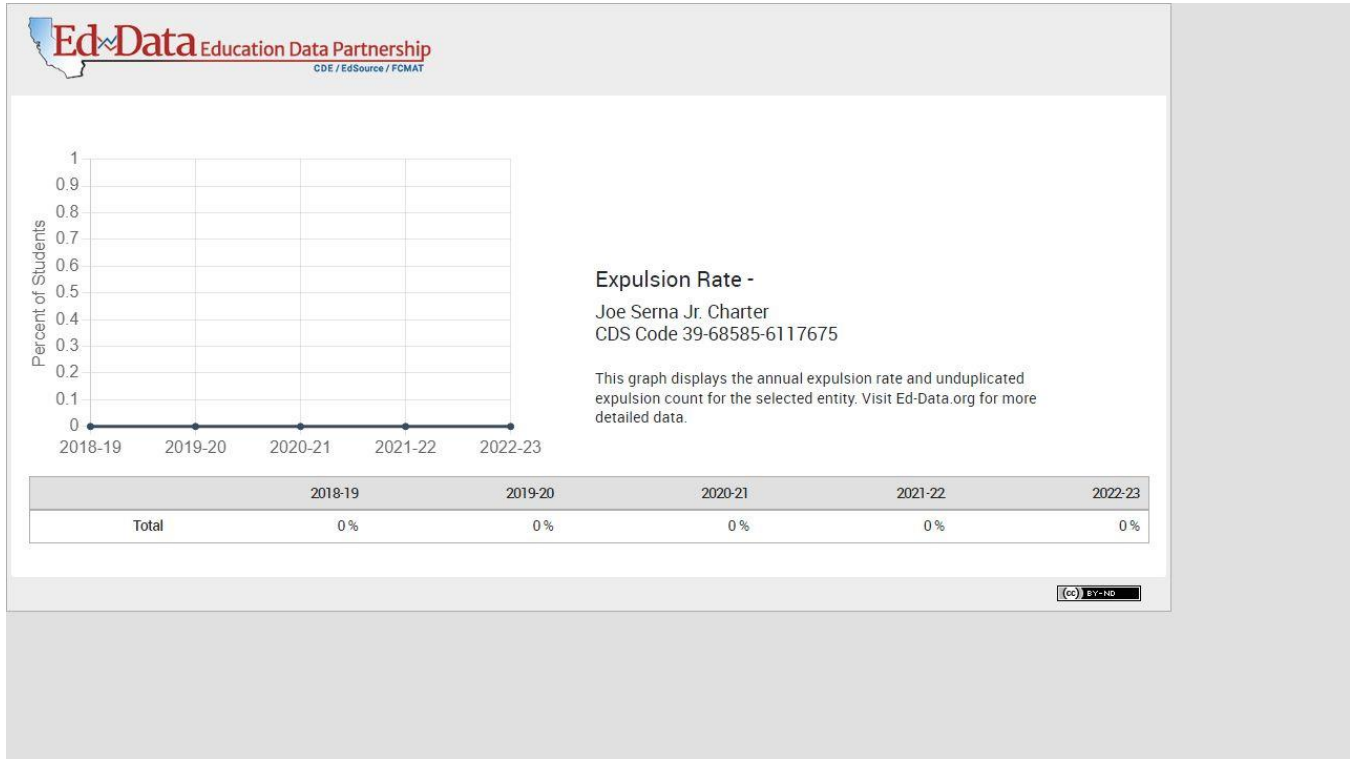 Ed Data Education Data Partnership
CDE / EdSource / FCMAT
1
0.9
0.8
0.7
0.6
0.5
0.4
0.3
0.2
0.1
0
Percent of Students
2018-19 2019-20 2020-21 2021-22 2022-23
Expulsion Rate -
Joe Serna Jr. Charter
CDS Code 39-68585-6117675
This graph displays the annual expulsion rate and unduplicated
expulsion count for the selected entity. Visit Ed-Data.org for more
detailed data.
2018-19 2019-20 2020-21 2021-22 2022-23
Total 0 % 0 % 0 % 0 % 0 %
(cc) BY-ND